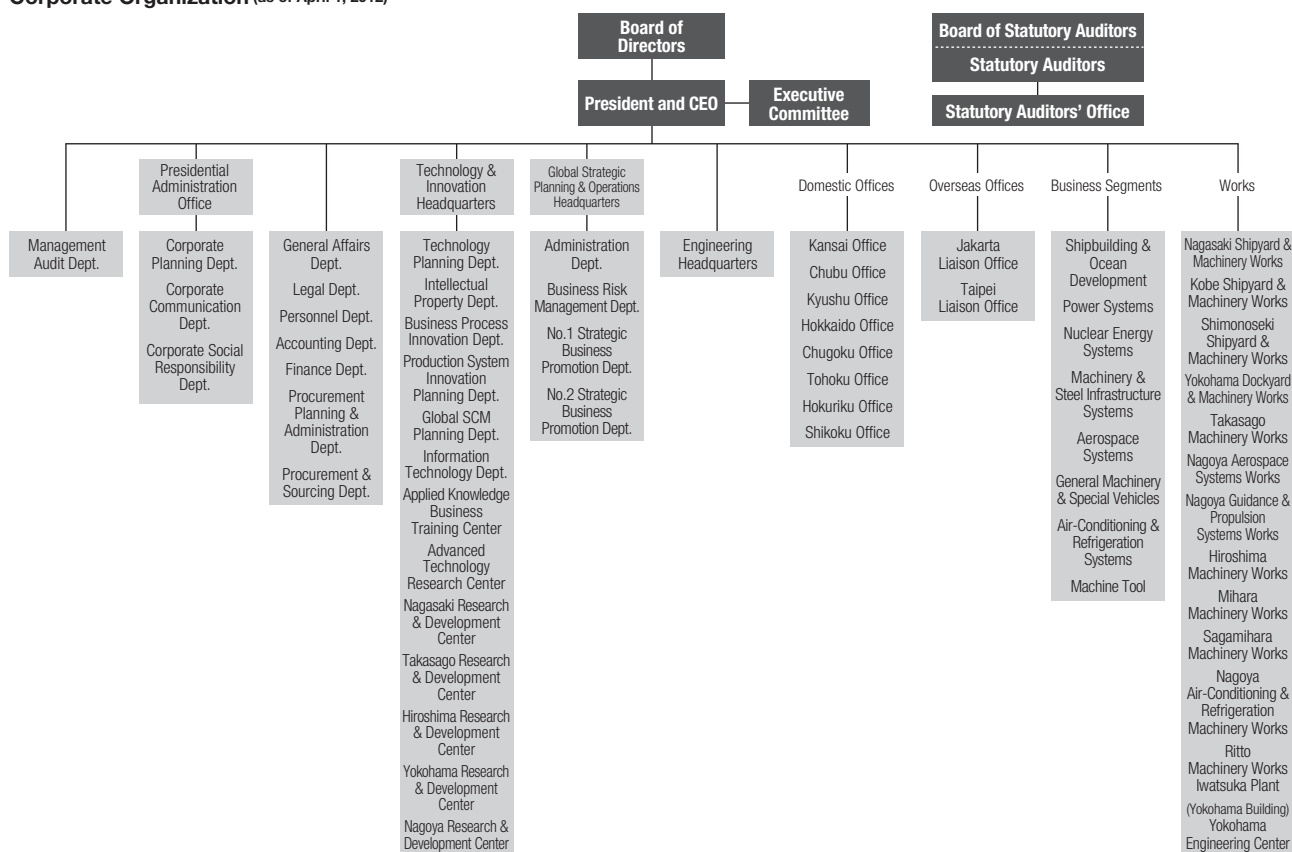 Corporate Organization (as of April 1, 2012)
Board of
Directors
President and CEO
Executive
Committee
Board of Statutory Auditors
Statutory Auditors
Statutory Auditors' Office
Management
Audit Dept.
Presidential
Administration
Office
Corporate
Planning Dept.
Corporate
Communication
Dept.
Corporate Social
Responsibility
Dept.
General Affairs
Dept.
Legal Dept.
Personnel Dept.
Accounting Dept.
Finance Dept.
Procurement
Planning &
Administration
Dept.
Procurement &
Sourcing Dept.
Technology &
Innovation
Headquarters
Technology
Planning Dept.
Intellectual
Property Dept.
Business Process
Innovation Dept.
Production System
Innovation
Planning Dept.
Global SCM
Planning Dept.
Information
Technology Dept.
Applied Knowledge
Business
Training Center
Advanced
Technology
Research Center
Nagasaki Research
& Development
Center
Takasago Research
& Development
Center
Hiroshima Research
& Development
Center
Yokohama Research
& Development
Center
Nagoya Research &
Development Center
Global Strategic
Planning & Operations
Headquarters
Administration
Dept.
Business Risk
Management Dept.
No.1 Strategic
Business
Promotion Dept.
No.2 Strategic
Business
Promotion Dept.
Engineering
Headquarters
Domestic Offices
Kansai Office
Chubu Office
Kyushu Office
Hokkaido Office
Chugoku Office
Tohoku Office
Hokuriku Office
Shikoku Office
Overseas Offices
Jakarta
Liaison Office
Taipei
Liaison Office
Business Segments
Shipbuilding &
Ocean
Development
Power Systems
Nuclear Energy
Systems
Machinery &
Steel Infrastructure
Systems
Aerospace
Systems
General Machinery
& Special Vehicles
Air-Conditioning &
Refrigeration
Systems
Machine Tool
Works
Nagasaki Shipyard &
Machinery Works
Kobe Shipyard &
Machinery Works
Shimonoseki
Shipyard &
Machinery Works
Yokohama Dockyard
& Machinery Works
Takasago
Machinery Works
Nagoya Aerospace
Systems Works
Nagoya Guidance &
Propulsion
Systems Works
Hiroshima
Machinery Works
Mihara
Machinery Works
Sagamihara
Machinery Works
Nagoya
Air-Conditioning &
Refrigeration
Machinery Works
Ritto
Machinery Works
Iwatsuka Plant
(Yokohama Building)
Yokohama
Engineering Center